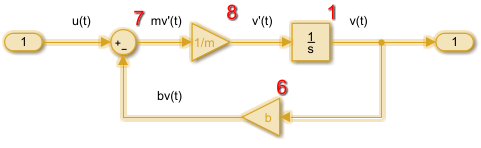 u(t) 7 mv'(t) 8 v'(t) 1 v(t)
1 +- 1/m 1/s 1
bv(t) 6
b